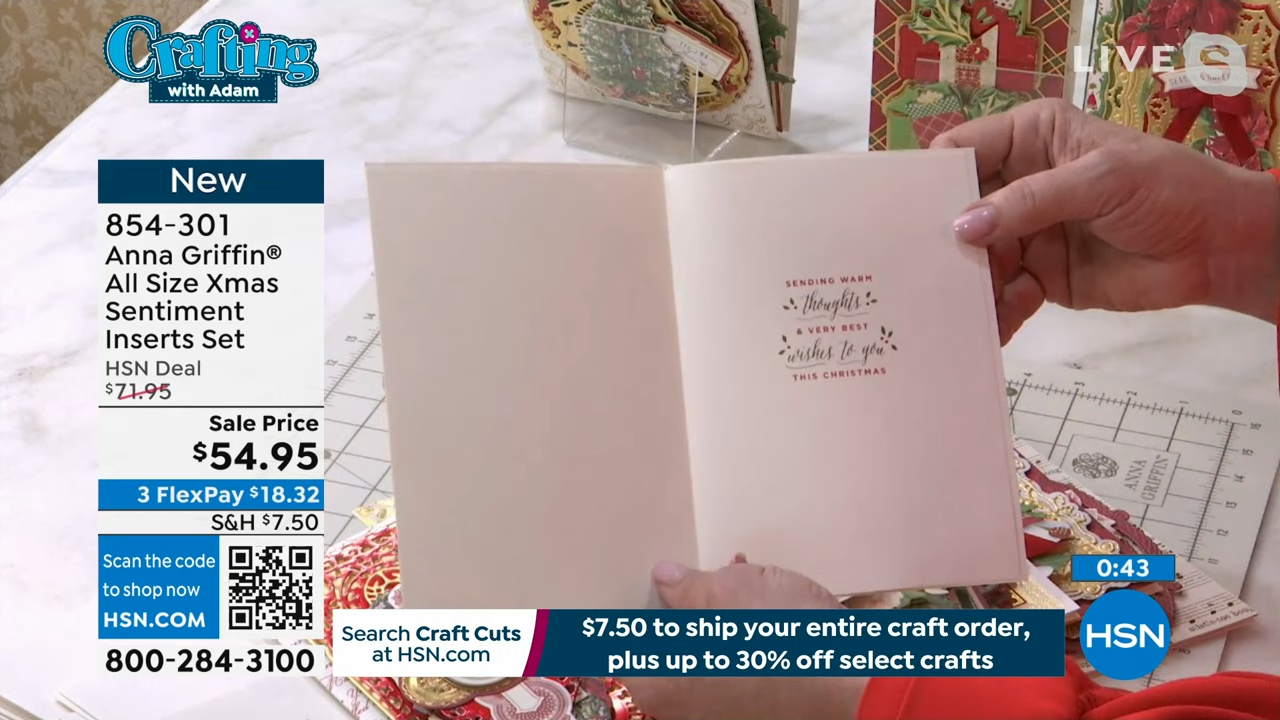 Crafting
with Adam
LIVE
S
New
854-301
Anna Griffin®
All Size Xmas
Sentiment
Inserts Set
HSN Deal
$71.95
Sale Price
$54.95
3 FlexPay $18.32
S&H $7.50
Scan the code
to shop now
HSN.COM
800-284-3100
SENDING WARM
thoughts
& VERY BEST
wishes to you
THIS CHRISTMAS
ANNA
GRIFFIN
0:43
HSN
Search Craft Cuts
at HSN.com
$7.50 to ship your entire craft order,
plus up to 30% off select crafts